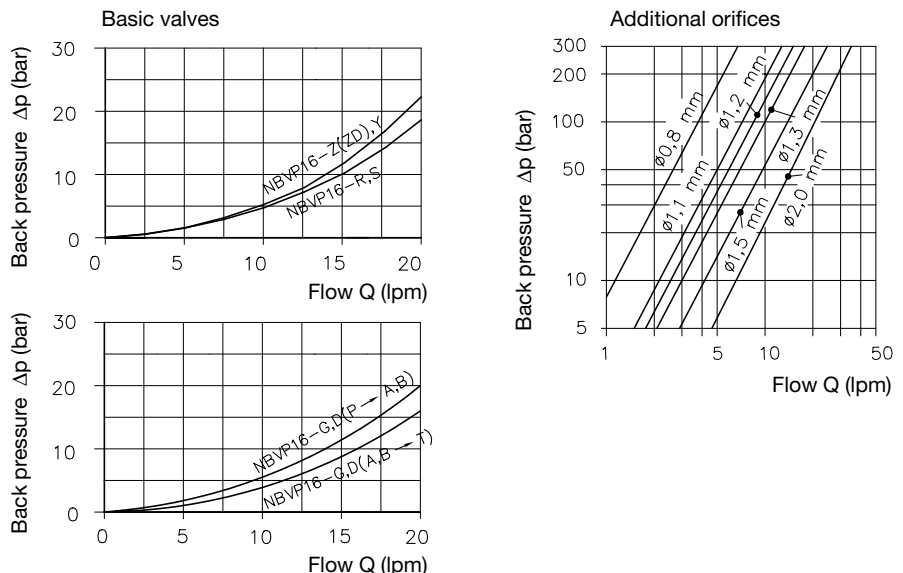 Basic valves
Back pressure Δp (bar)
30
20
10
0
NBVP16-Z(ZD),Y
NBVP16-R,S
0 5 10 15 20
Flow Q (lpm)
Back pressure Δp (bar)
30
20
10
0
NBVP16-G,D(P → A,B)
NBVP16-G,D(A,B → T)
0 5 10 15 20
Flow Q (lpm)
Additional orifices
Back pressure Δp (bar)
300
200
100
50
10
5
ø0,8 mm
ø1,1 mm
ø1,2 mm
ø1,3 mm
ø1,5 mm
ø2,0 mm
1 5 10 50
Flow Q (lpm)